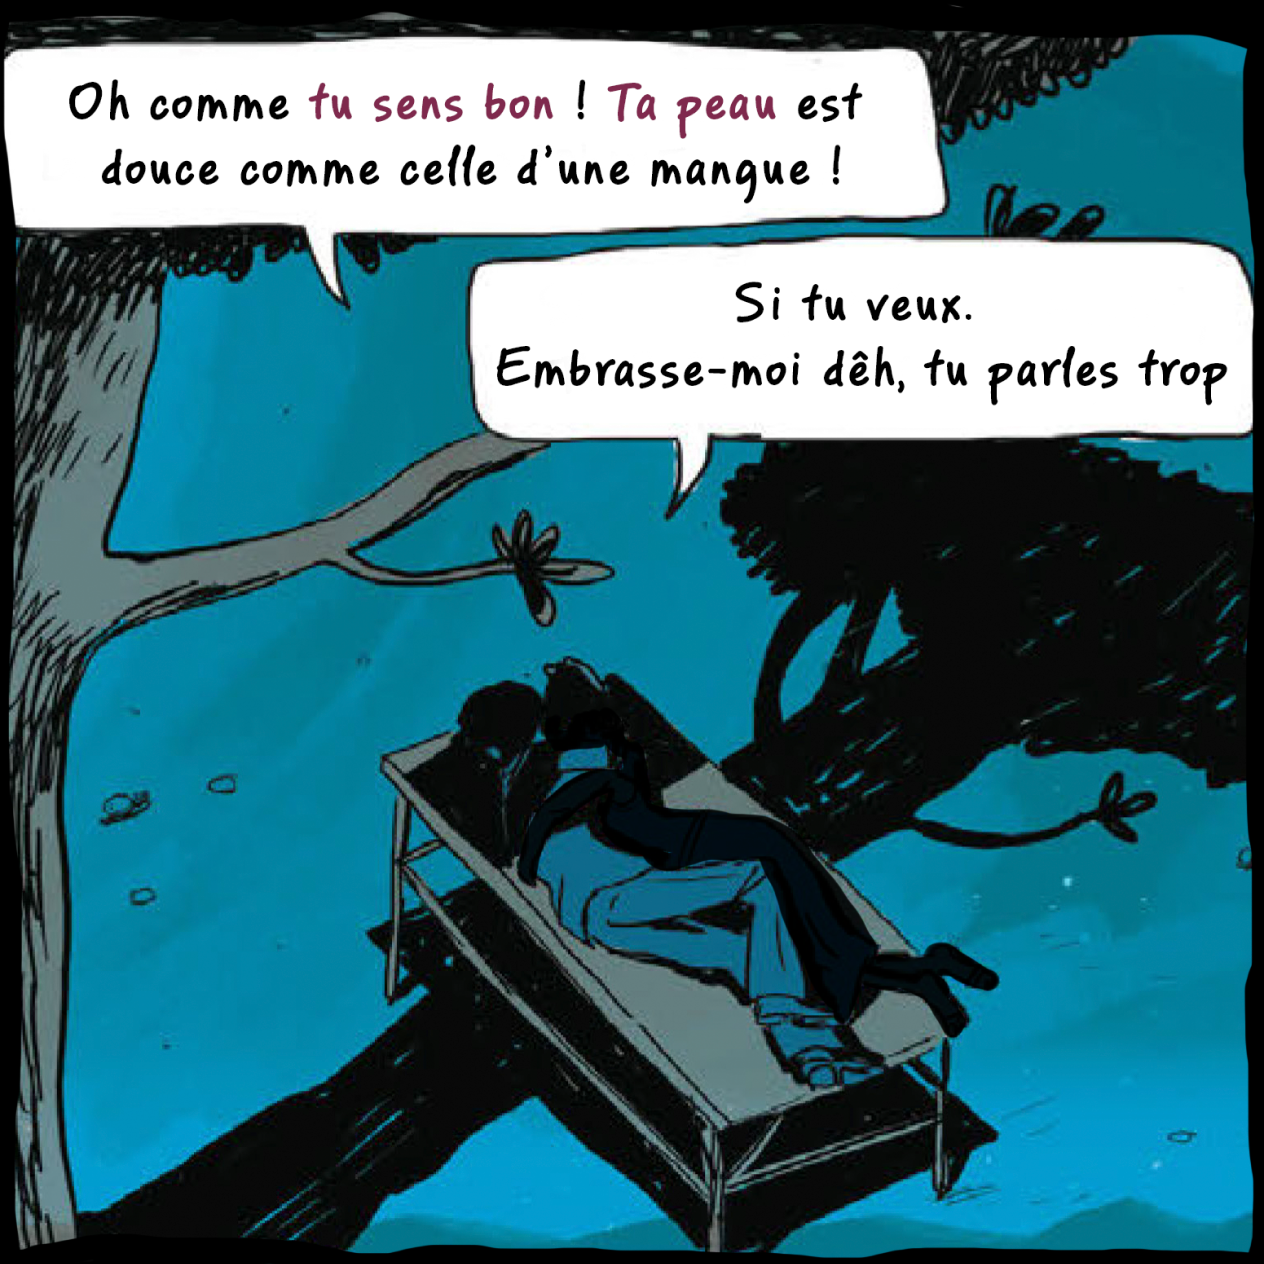 Oh comme tu sens bon ! Ta peau est
douce comme celle d'une mangue !
Si tu veux.
Embrasse-moi dêh, tu parles trop